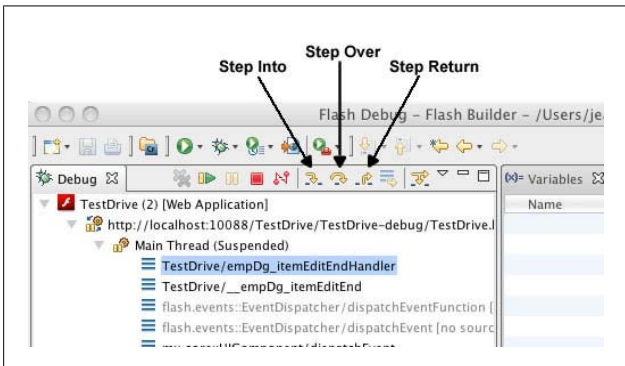 Step Over
Step Into
Step Return
Flash Debug – Flash Builder – /Users/je
Debug
(x)= Variables
TestDrive (2) [Web Application]
Name
http://localhost:10088/TestDrive/TestDrive-debug/TestDrive.
Main Thread (Suspended)
TestDrive/empDg_itemEditEndHandler
TestDrive/__empDg_itemEditEnd
flash.events::EventDispatcher/dispatchEventFunction [
flash.events::EventDispatcher/dispatchEvent [no sourc